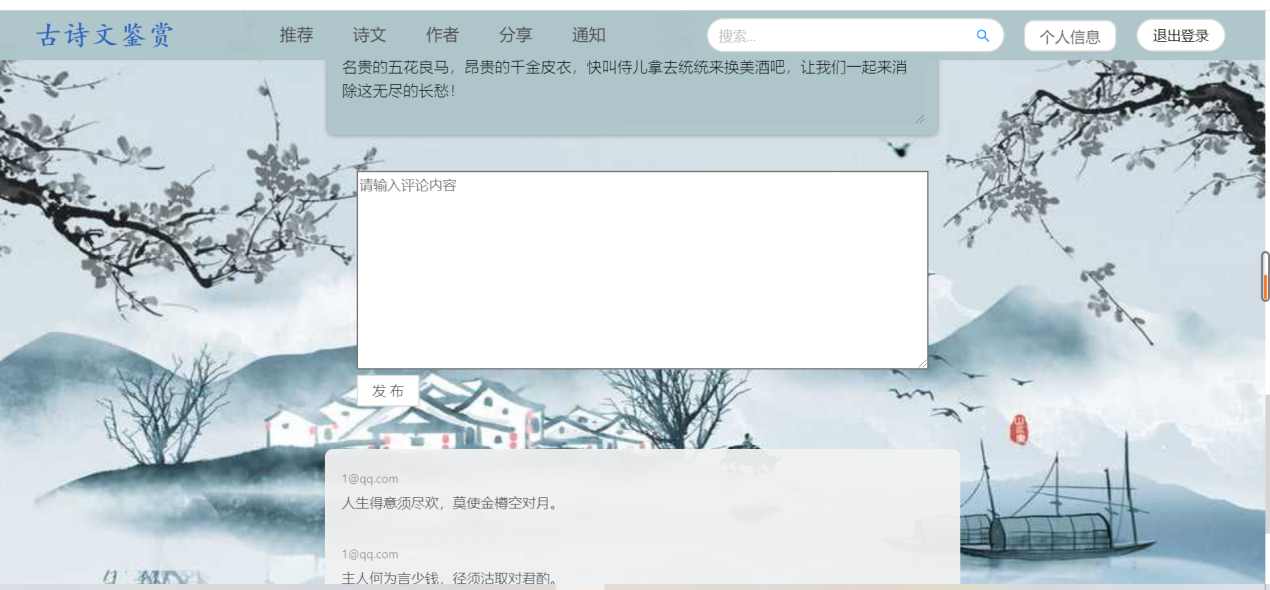 古诗文鉴赏 推荐 诗文 作者 分享 通知 搜索... 个人信息 退出登录
名贵的五花良马，昂贵的千金皮衣，快叫侍儿拿去统统来换美酒吧，让我们一起来消
除这无尽的长愁！
请输入评论内容
发 布
1@qq.com
人生得意须尽欢，莫使金樽空对月。
1@qq.com
主人何为言少钱，径须沽取对君酌。